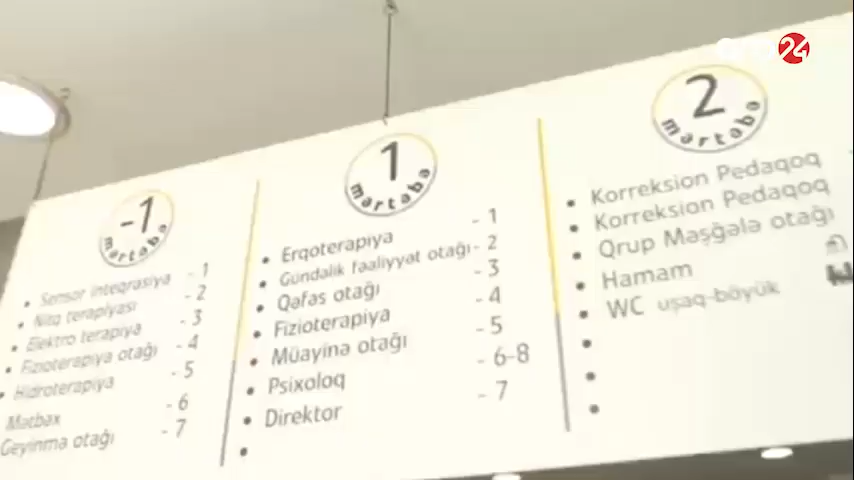 24
-1
mərtəbə
Sensor inteqrasiya - 1
Nitq terapiyası - 2
Elektro terapiya - 3
Fizioterapiya otağı - 4
Hidroterapiya - 5
Mətbəx - 6
Geyinmə otağı - 7
1
mərtəbə
Erqoterapiya - 1
Gündəlik fəaliyyət otağı - 2
Qəfəs otağı - 3
Fizioterapiya - 4
Müayinə otağı - 5
Psixoloq - 6-8
Direktor - 7
2
mərtəbə
Korreksion Pedaqoq
Korreksion Pedaqoq
Qrup Məşğələ otağı
Hamam
WC uşaq-böyük